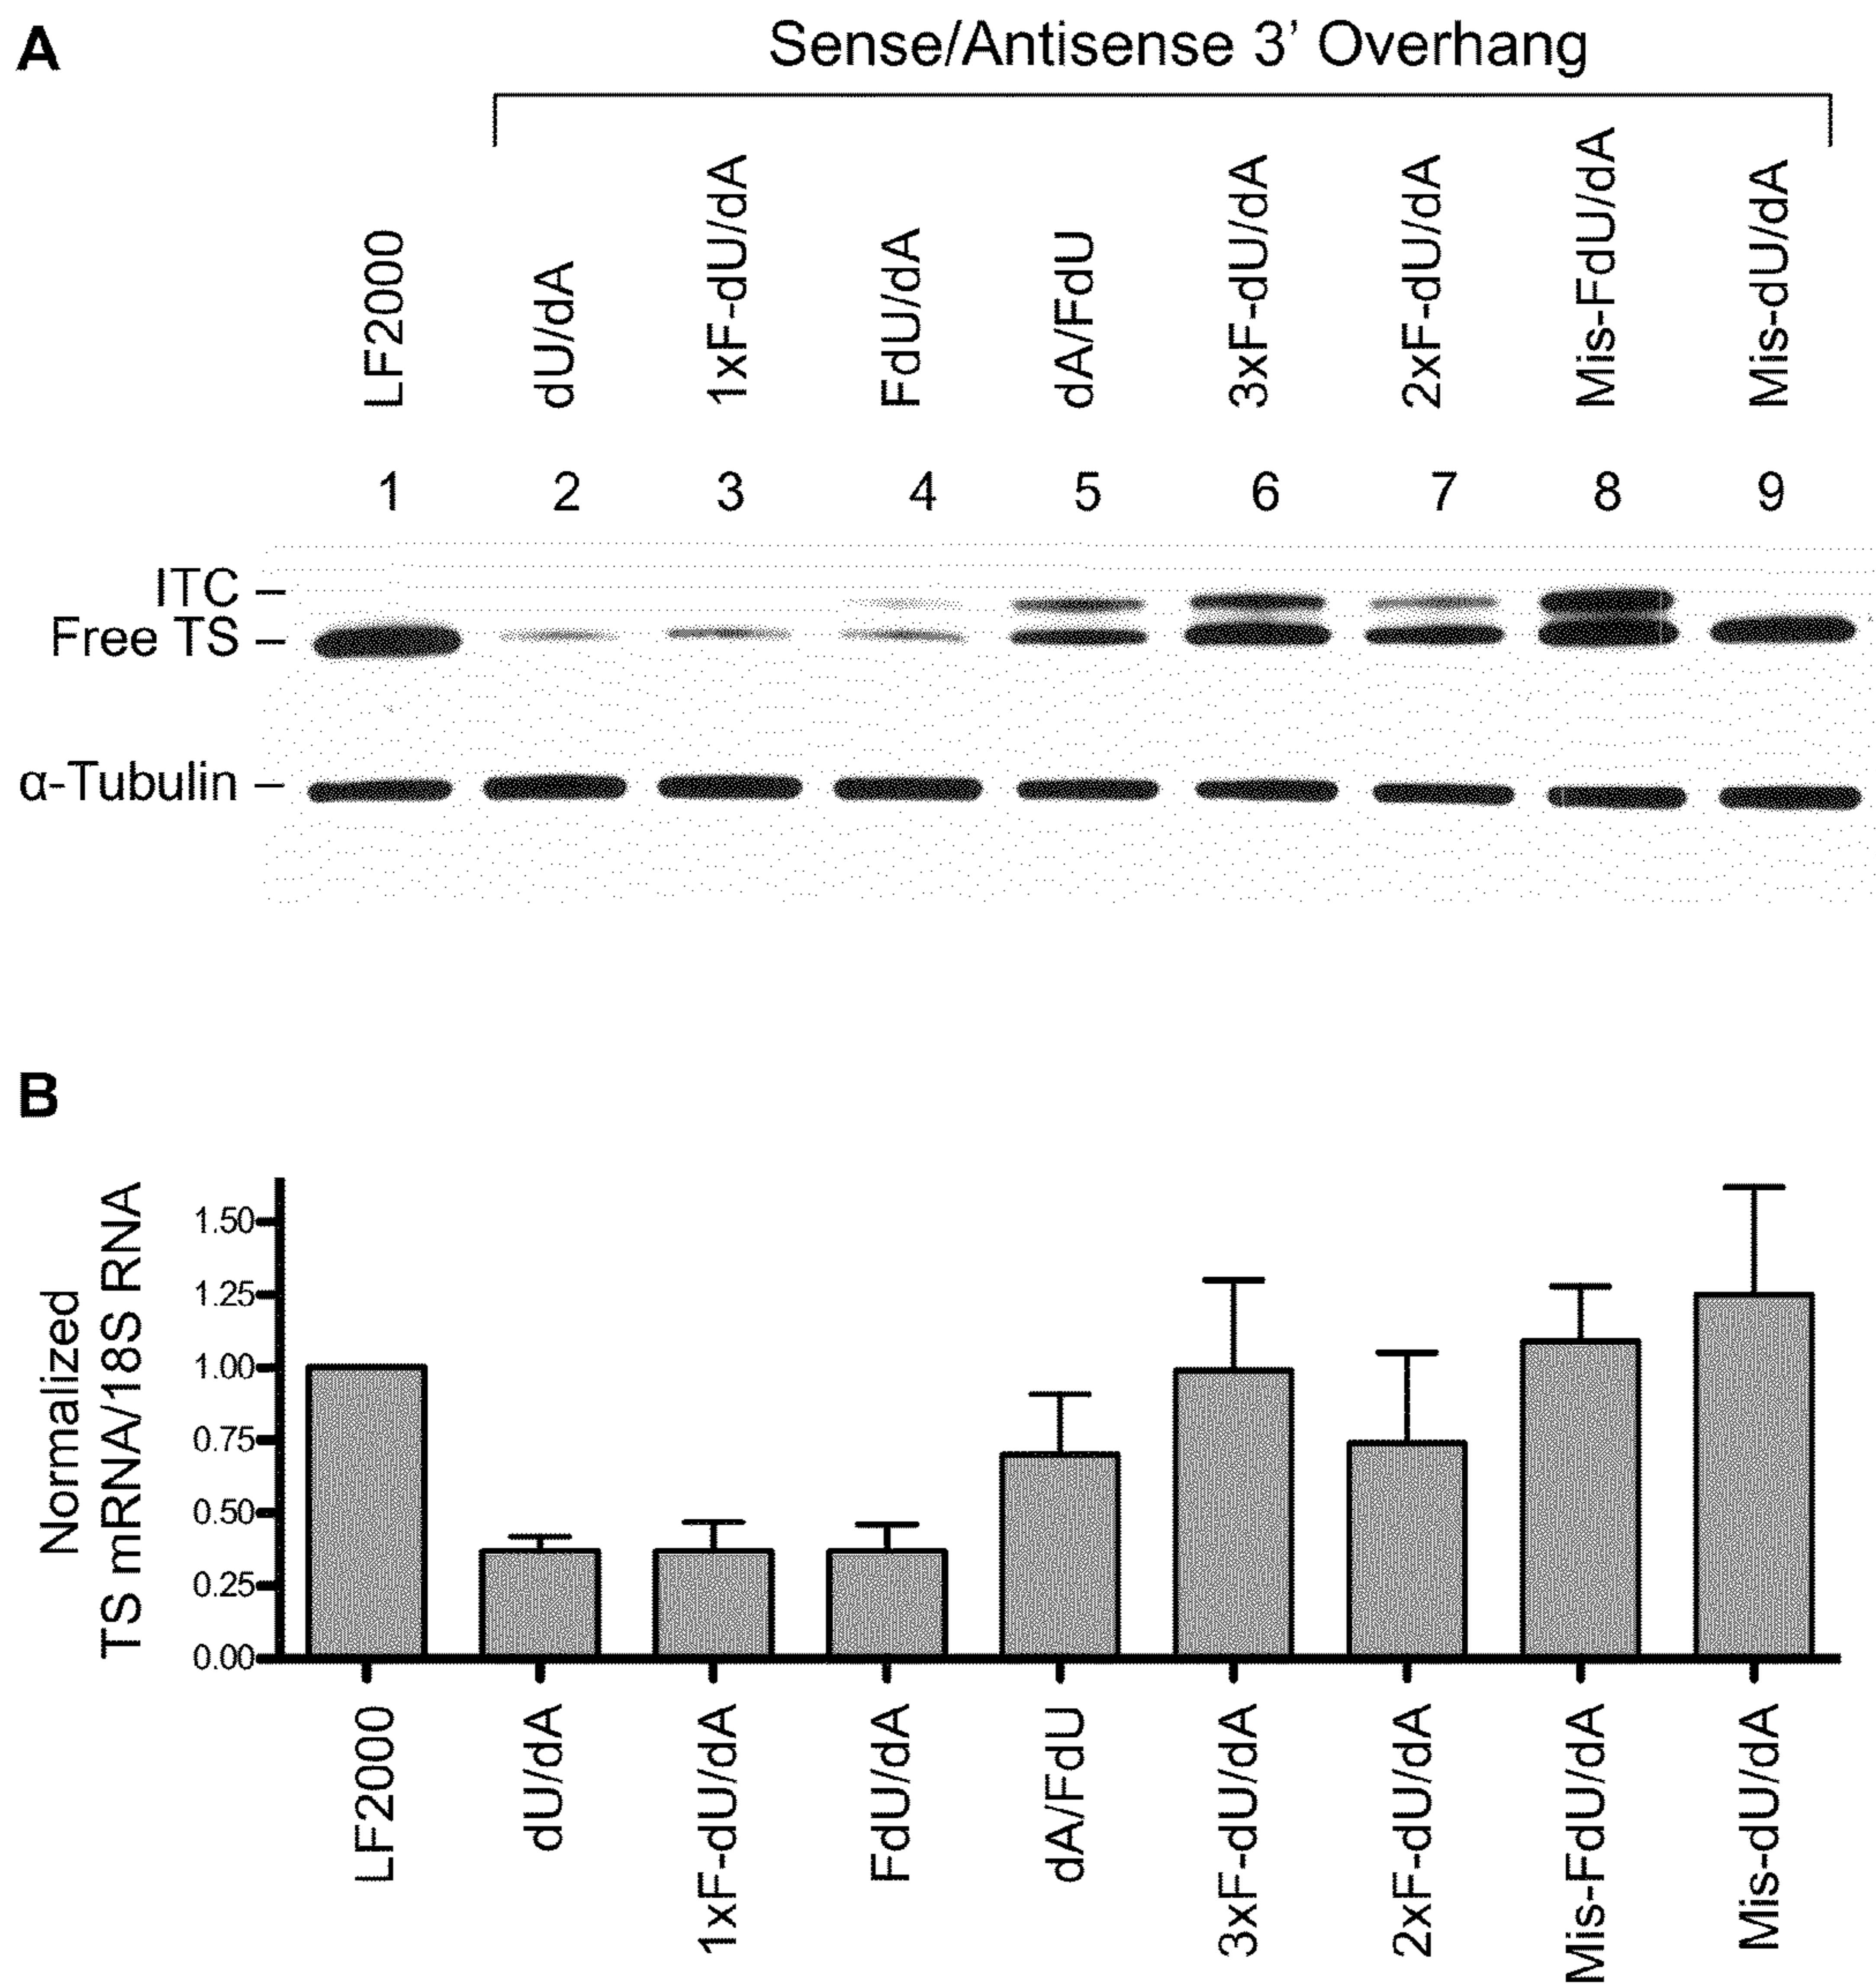 A
Sense/Antisense 3’ Overhang
LF2000
dU/dA
1xF-dU/dA
FdU/dA
dA/FdU
3xF-dU/dA
2xF-dU/dA
Mis-FdU/dA
Mis-dU/dA
1 2 3 4 5 6 7 8 9
ITC
Free TS
α-Tubulin
B
Normalized
TS mRNA/18S RNA
1.50
1.25
1.00
0.75
0.50
0.25
0.00
LF2000
dU/dA
1xF-dU/dA
FdU/dA
dA/FdU
3xF-dU/dA
2xF-dU/dA
Mis-FdU/dA
Mis-dU/dA